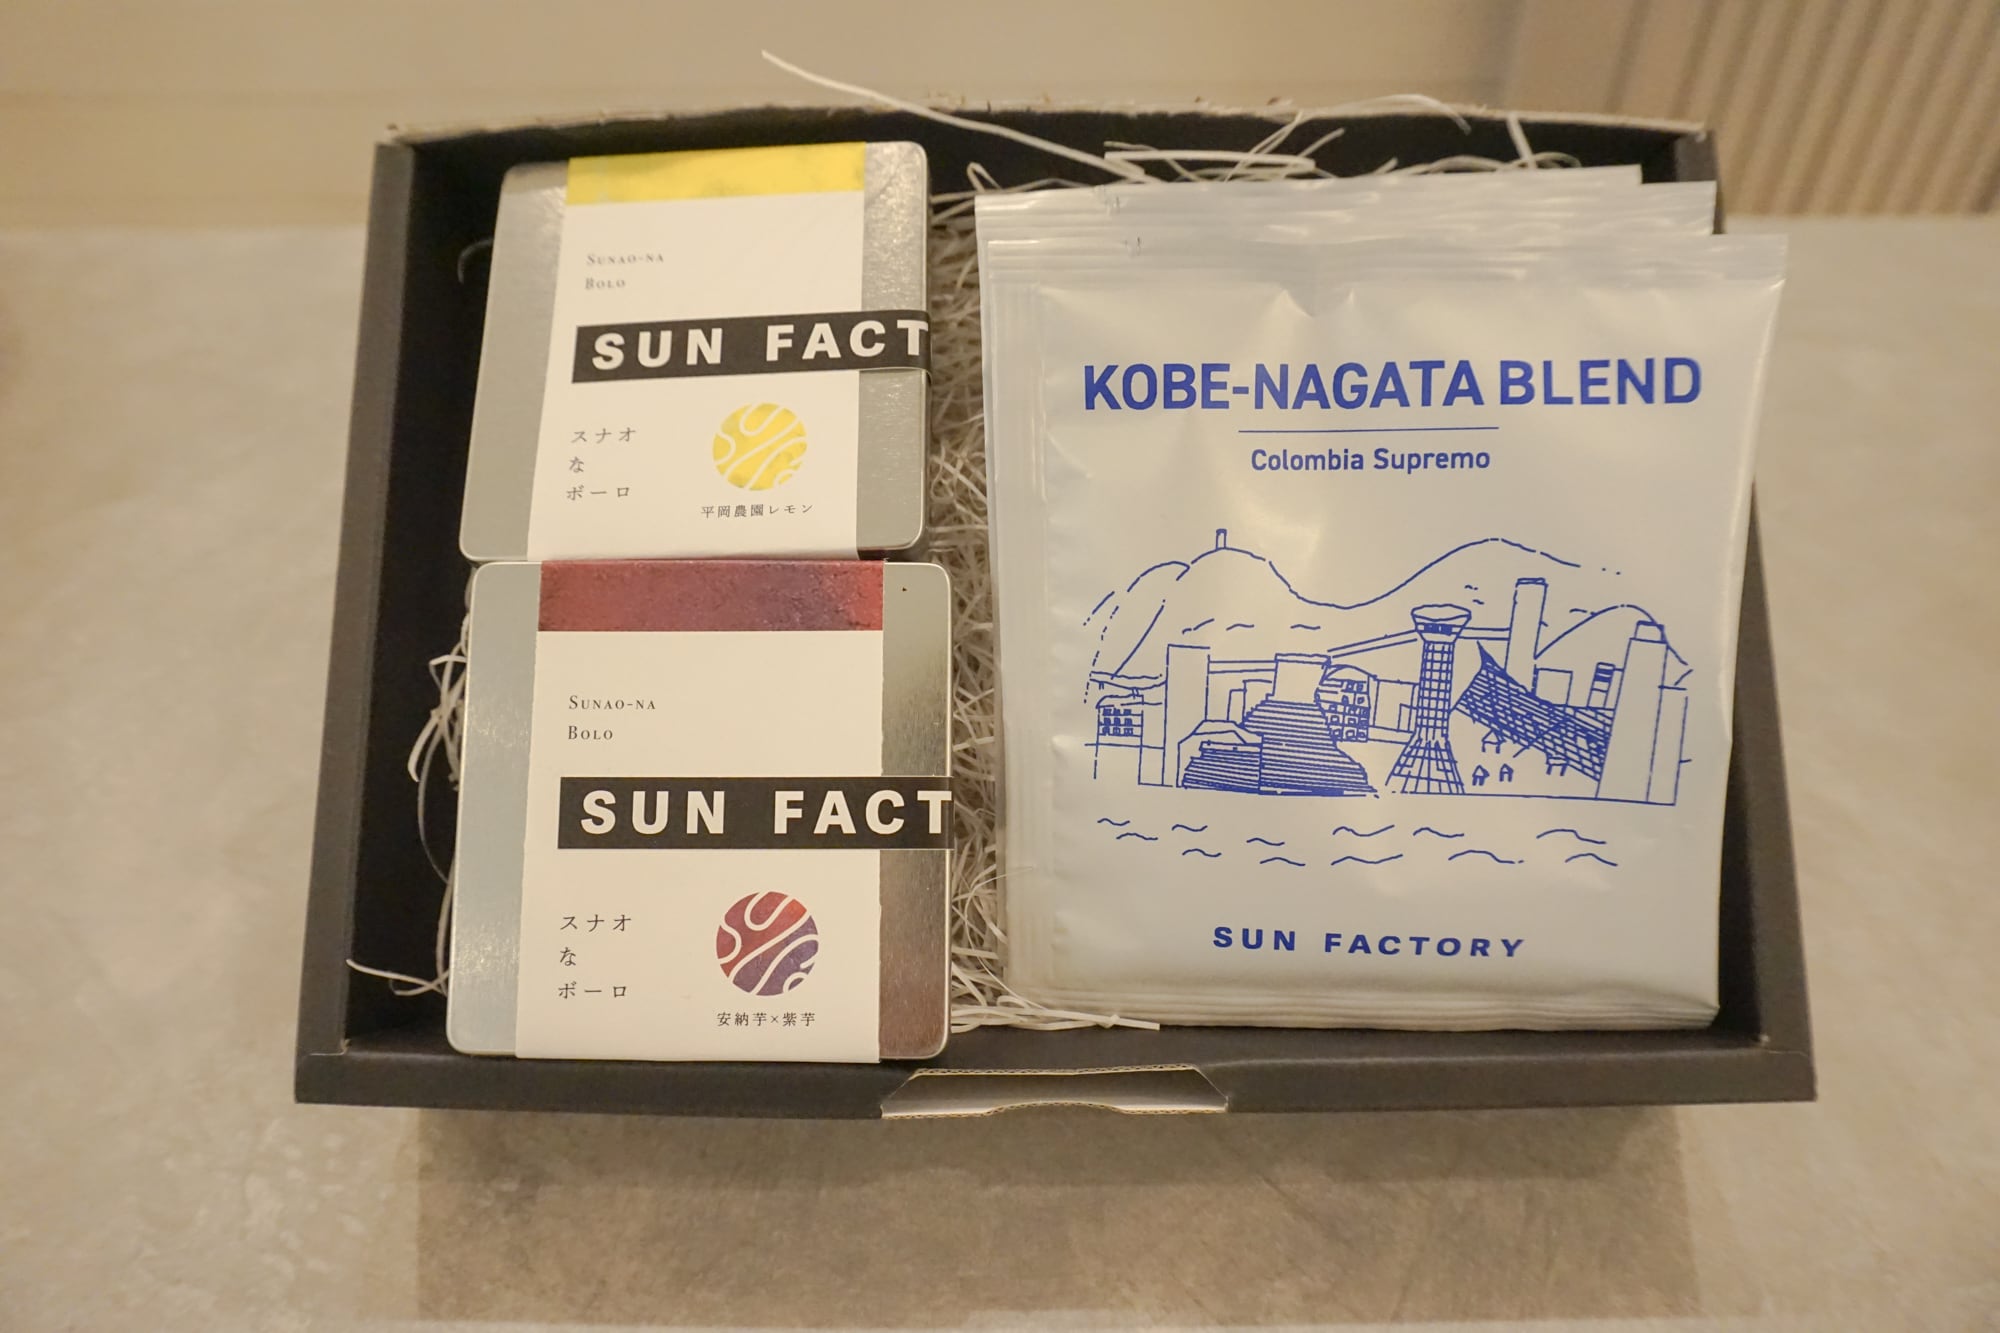 SUNAO-NA
BOLO
SUN FACT
スナオ
な
ボーロ
平岡農園レモン
SUNAO-NA
BOLO
SUN FACT
スナオ
な
ボーロ
安納芋×紫芋
KOBE-NAGATA BLEND
Colombia Supremo
SUN FACTORY